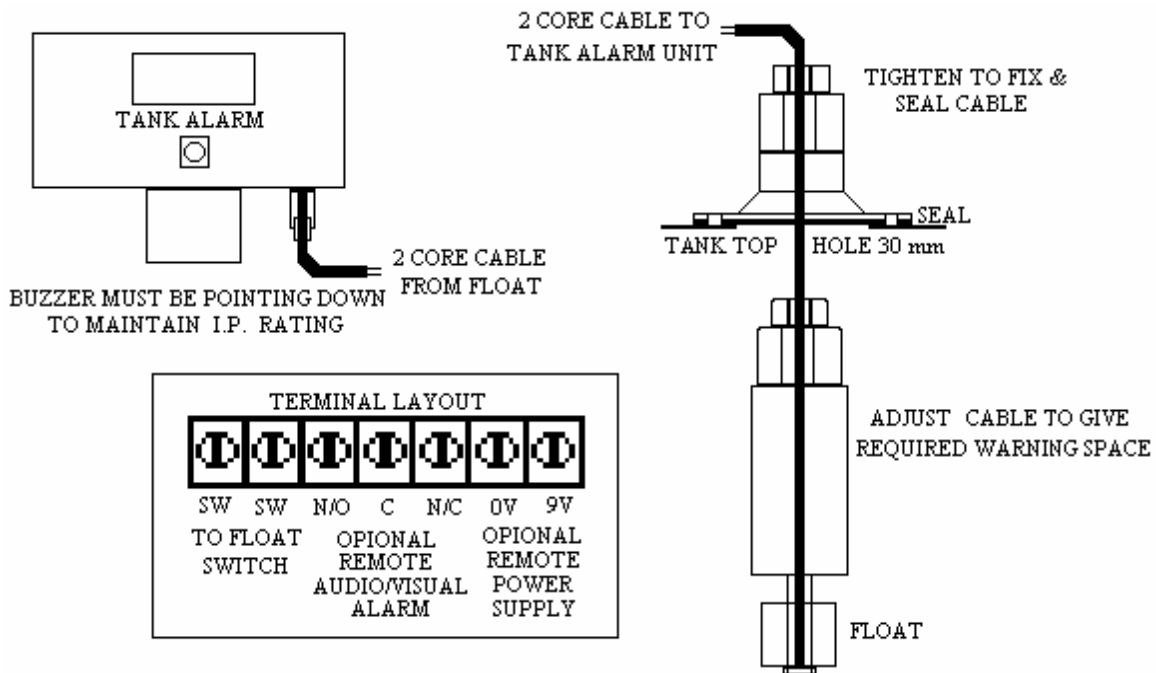 TANK ALARM
2 CORE CABLE
FROM FLOAT
BUZZER MUST BE POINTING DOWN
TO MAINTAIN I.P. RATING
2 CORE CABLE TO
TANK ALARM UNIT
TIGHTEN TO FIX &
SEAL CABLE
SEAL
TANK TOP
HOLE 30 mm
ADJUST CABLE TO GIVE
REQUIRED WARNING SPACE
FLOAT
TERMINAL LAYOUT
SW SW N/O C N/C 0V 9V
TO FLOAT
SWITCH
OPIONAL
REMOTE
AUDIO/VISUAL
ALARM
OPIONAL
REMOTE
POWER
SUPPLY